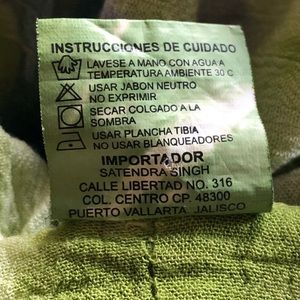 INSTRUCCIONES DE CUIDADO
LAVESE A MANO CON AGUA A
TEMPERATURA AMBIENTE 30 C
USAR JABON NEUTRO
NO EXPRIMIR
SECAR COLGADO A LA
SOMBRA
USAR PLANCHA TIBIA
NO USAR BLANQUEADORES
IMPORTADOR
SATENDRA SINGH
CALLE LIBERTAD NO. 316
COL. CENTRO CP. 48300
PUERTO VALLARTA, JALISCO